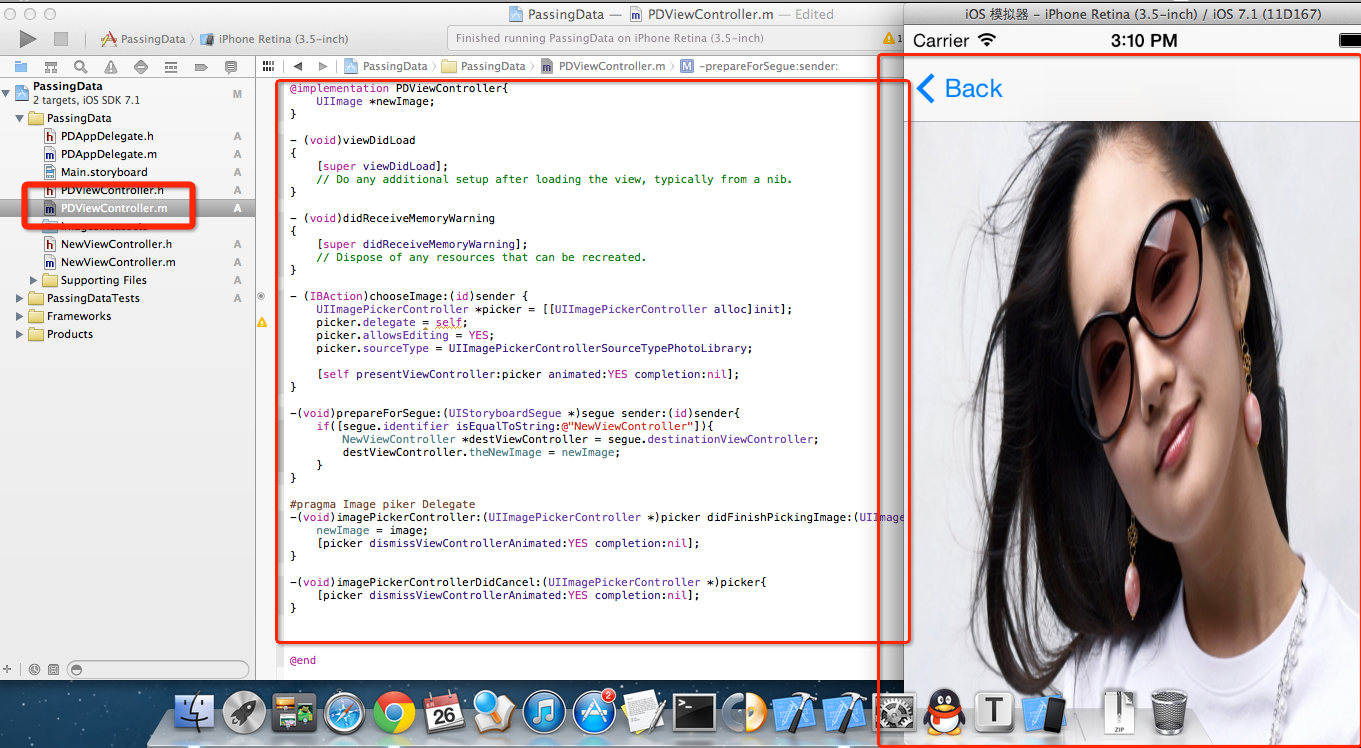 PassingData — PDViewController.m — Edited
PassingData
iPhone Retina (3.5-inch)
Finished running PassingData on iPhone Retina (3.5-inch)
1
PassingData
PassingData
PDViewController.m
-prepareForSegue:sender:
PassingData
M
2 targets, iOS SDK 7.1
PassingData
PDAppDelegate.h
A
PDAppDelegate.m
A
Main.storyboard
A
PDViewController.h
A
PDViewController.m
A
NewViewController.h
A
NewViewController.m
A
Supporting Files
A
PassingDataTests
A
Frameworks
Products
@implementation PDViewController{
UIImage *newImage;
}
- (void)viewDidLoad
{
[super viewDidLoad];
// Do any additional setup after loading the view, typically from a nib.
}
- (void)didReceiveMemoryWarning
{
[super didReceiveMemoryWarning];
// Dispose of any resources that can be recreated.
}
- (IBAction)chooseImage:(id)sender {
UIImagePickerController *picker = [[UIImagePickerController alloc]init];
picker.delegate = self;
picker.allowsEditing = YES;
picker.sourceType = UIImagePickerControllerSourceTypePhotoLibrary;
[self presentViewController:picker animated:YES completion:nil];
}
-(void)prepareForSegue:(UIStoryboardSegue *)segue sender:(id)sender{
if([segue.identifier isEqualToString:@"NewViewController"]){
NewViewController *destViewController = segue.destinationViewController;
destViewController.theNewImage = newImage;
}
}
#pragma Image piker Delegate
-(void)imagePickerController:(UIImagePickerController *)picker didFinishPickingImage:(UIImage
newImage = image;
[picker dismissViewControllerAnimated:YES completion:nil];
}
-(void)imagePickerControllerDidCancel:(UIImagePickerController *)picker{
[picker dismissViewControllerAnimated:YES completion:nil];
}
@end
iOS 模拟器 - iPhone Retina (3.5-inch) / iOS 7.1 (11D167)
Carrier
3:10 PM
Back
26
2
>_
T
ZIP